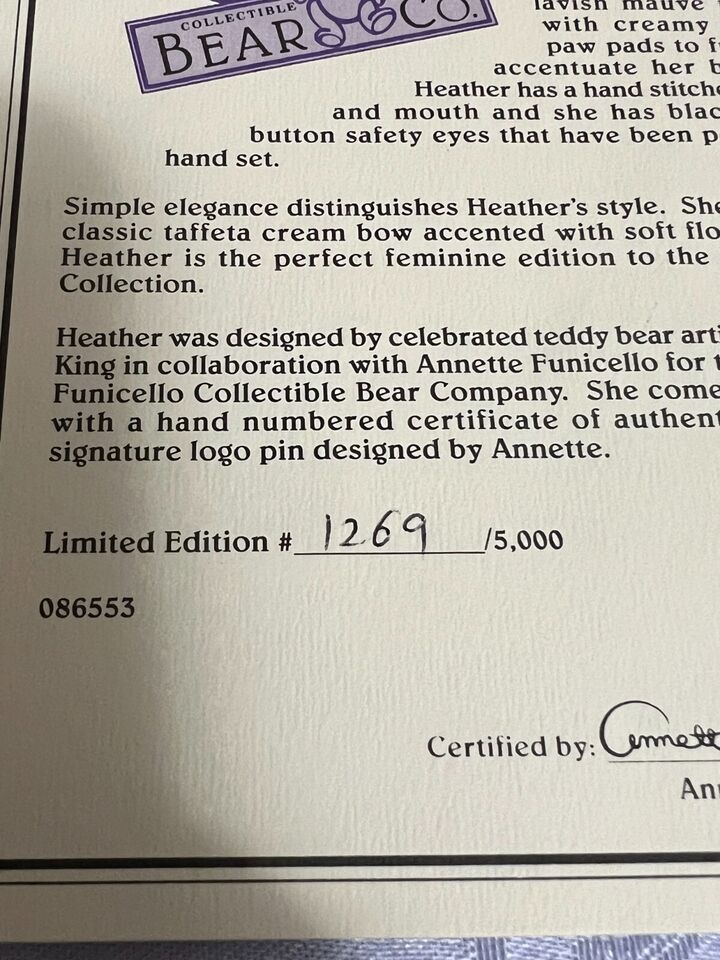 COLLECTIBLE
BEAR & CO.
lavish mauve
with creamy
paw pads to
accentuate her
Heather has a hand
and mouth and she has
button safety eyes that have been
hand set.
Simple elegance distinguishes Heather's style. She
classic taffeta cream bow accented with soft
Heather is the perfect feminine edition to the
Collection.
Heather was designed by celebrated teddy bear
King in collaboration with Annette Funicello for
Funicello Collectible Bear Company. She
with a hand numbered certificate of
signature logo pin designed by Annette.
Limited Edition # 1269 /5,000
086553
Certified by: